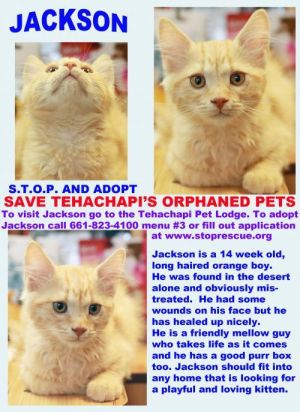 JACKSON
S.T.O.P. AND ADOPT
SAVE TEHACHAPI'S ORPHANED PETS
To visit Jackson go to the Tehachapi Pet Lodge. To adopt
Jackson call 661-823-4100 menu #3 or fill out application
at www.stoprescue.org
Jackson is a 14 week old,
long haired orange boy.
He was found in the desert
alone and obviously mis-
treated. He had some
wounds on his face but he
has healed up nicely.
He is a friendly mellow guy
who takes life as it comes
and he has a good purr box
too. Jackson should fit into
any home that is looking for
a playful and loving kitten.